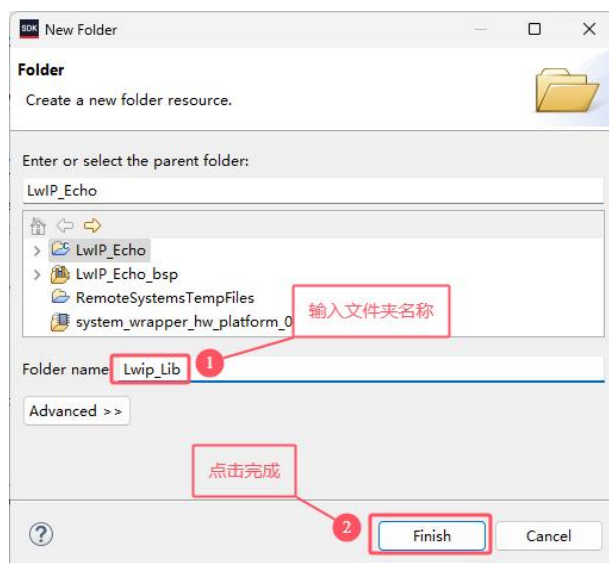 SDK New Folder
Folder
Create a new folder resource.
Enter or select the parent folder:
LwIP_Echo
LwIP_Echo
LwIP_Echo_bsp
RemoteSystemsTempFiles
system_wrapper_hw_platform_0
输入文件夹名称
1
Folder name: Lwip_Lib
Advanced >>
点击完成
2
?
Finish
Cancel